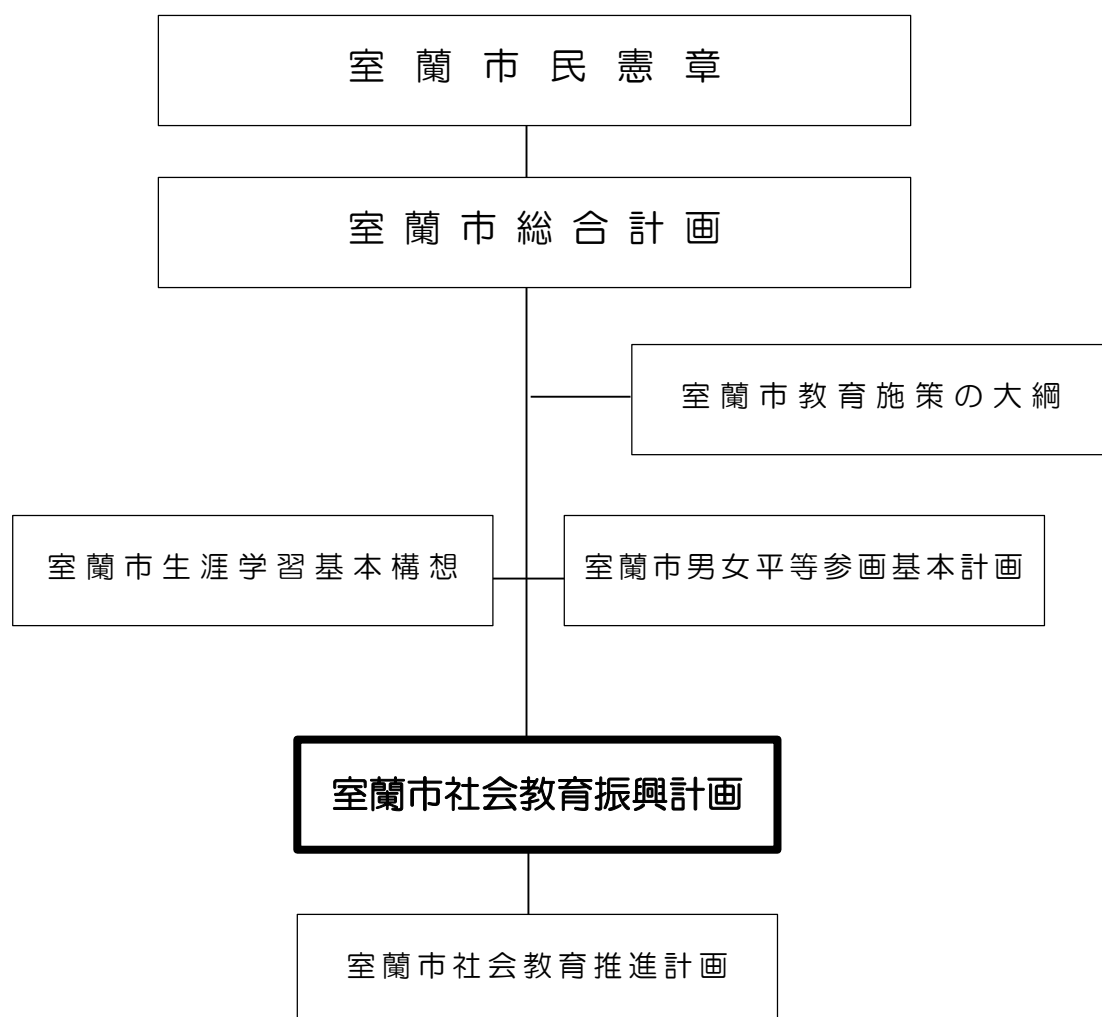 室蘭市民憲章
室蘭市総合計画
室蘭市教育施策の大綱
室蘭市生涯学習基本構想
室蘭市男女平等参画基本計画
室蘭市社会教育振興計画
室蘭市社会教育推進計画